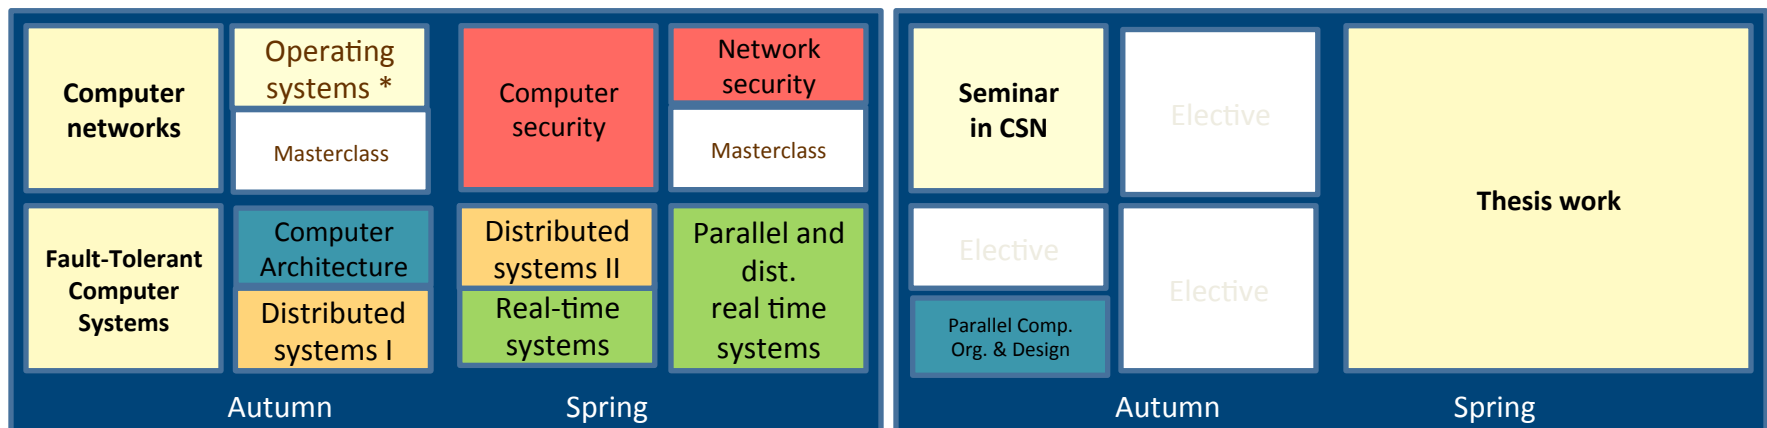 Computer
networks
Operating
systems *
Masterclass
Computer
security
Network
security
Masterclass
Fault-Tolerant
Computer
Systems
Computer
Architecture
Distributed
systems I
Distributed
systems II
Real-time
systems
Parallel and
dist.
real time
systems
Autumn
Spring
Seminar
in CSN
Elective
Elective
Parallel Comp.
Org. & Design
Elective
Thesis work
Autumn
Spring